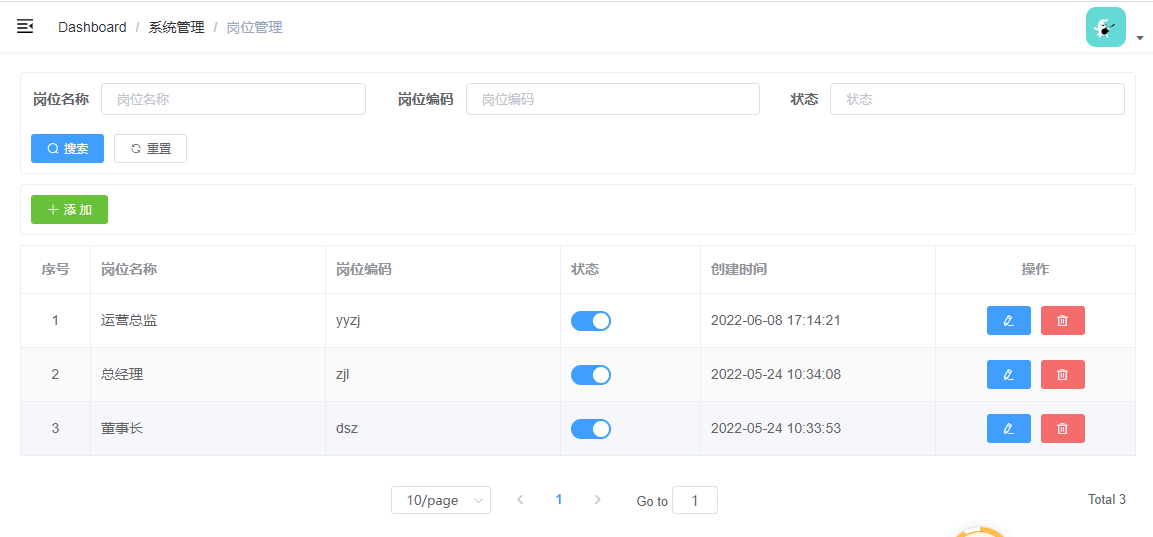 Dashboard / 系统管理 / 岗位管理
岗位名称 岗位名称 岗位编码 岗位编码 状态 状态
搜索 重置
添 加
序号 岗位名称 岗位编码 状态 创建时间 操作
1 运营总监 yyzj 2022-06-08 17:14:21
2 总经理 zjl 2022-05-24 10:34:08
3 董事长 dsz 2022-05-24 10:33:53
10/page 1 Go to 1 Total 3